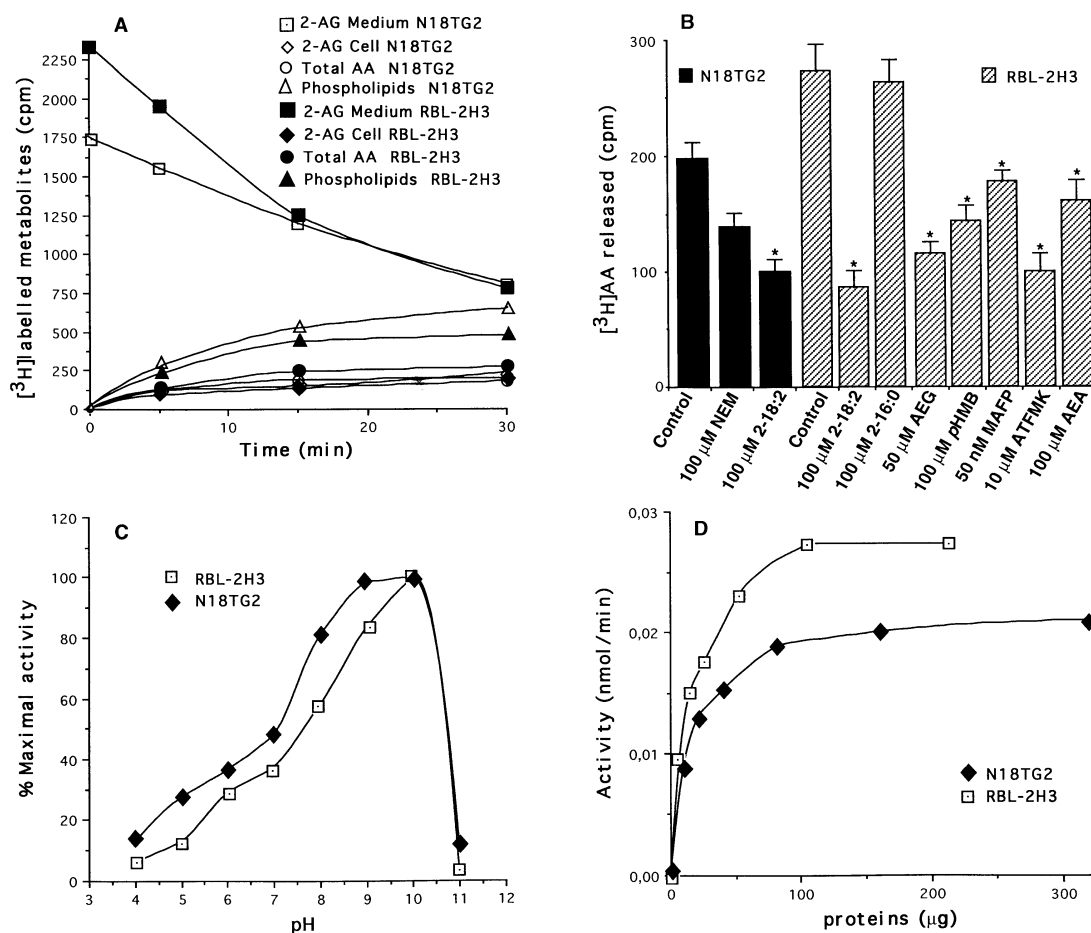 A
2-AG Medium N18TG2
2-AG Cell N18TG2
Total AA N18TG2
Phospholipids N18TG2
2-AG Medium RBL-2H3
2-AG Cell RBL-2H3
Total AA RBL-2H3
Phospholipids RBL-2H3
[3H]labelled metabolites (cpm)
2250
2000
1750
1500
1250
1000
750
500
250
0
0
10
20
30
Time (min)
B
N18TG2
RBL-2H3
[3H]AA released (cpm)
300
200
100
0
* * * * * * *
Control
100 μM NEM
100 μM 2-18:2
Control
100 μM 2-18:2
100 μM 2-16:0
50 μM AEG
100 μM pHMB
50 nM MAFP
10 μM ATFMK
100 μM AEA
C
RBL-2H3
N18TG2
% Maximal activity
120
100
80
60
40
20
0
3 4 5 6 7 8 9 10 11 12
pH
D
N18TG2
RBL-2H3
Activity (nmol/min)
0,03
0,02
0,01
0,00
0 100 200 300
proteins (μg)